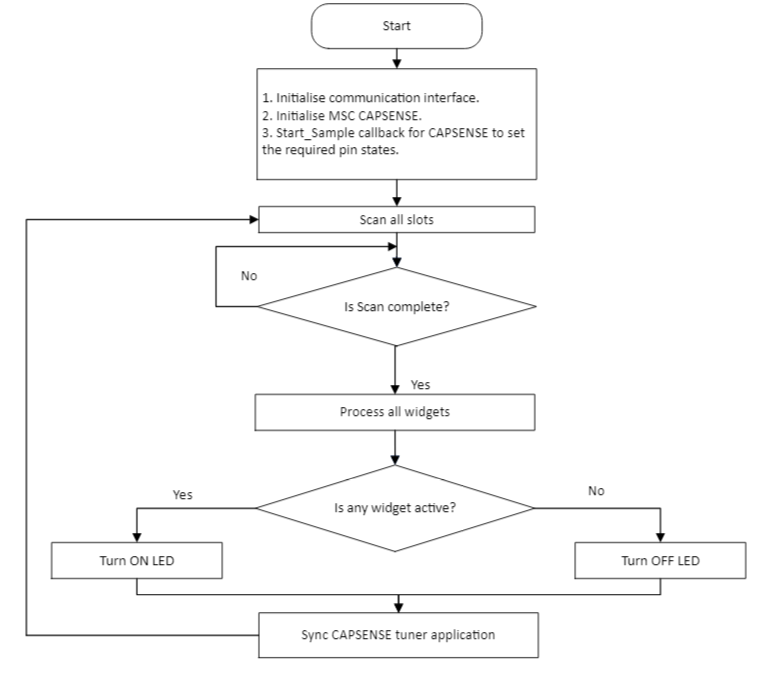 Start
1. Initialise communication interface.
2. Initialise MSC CAPSENSE.
3. Start_Sample callback for CAPSENSE to set
the required pin states.
Scan all slots
No
Is Scan complete?
Yes
Process all widgets
Yes
No
Is any widget active?
Turn ON LED
Turn OFF LED
Sync CAPSENSE tuner application